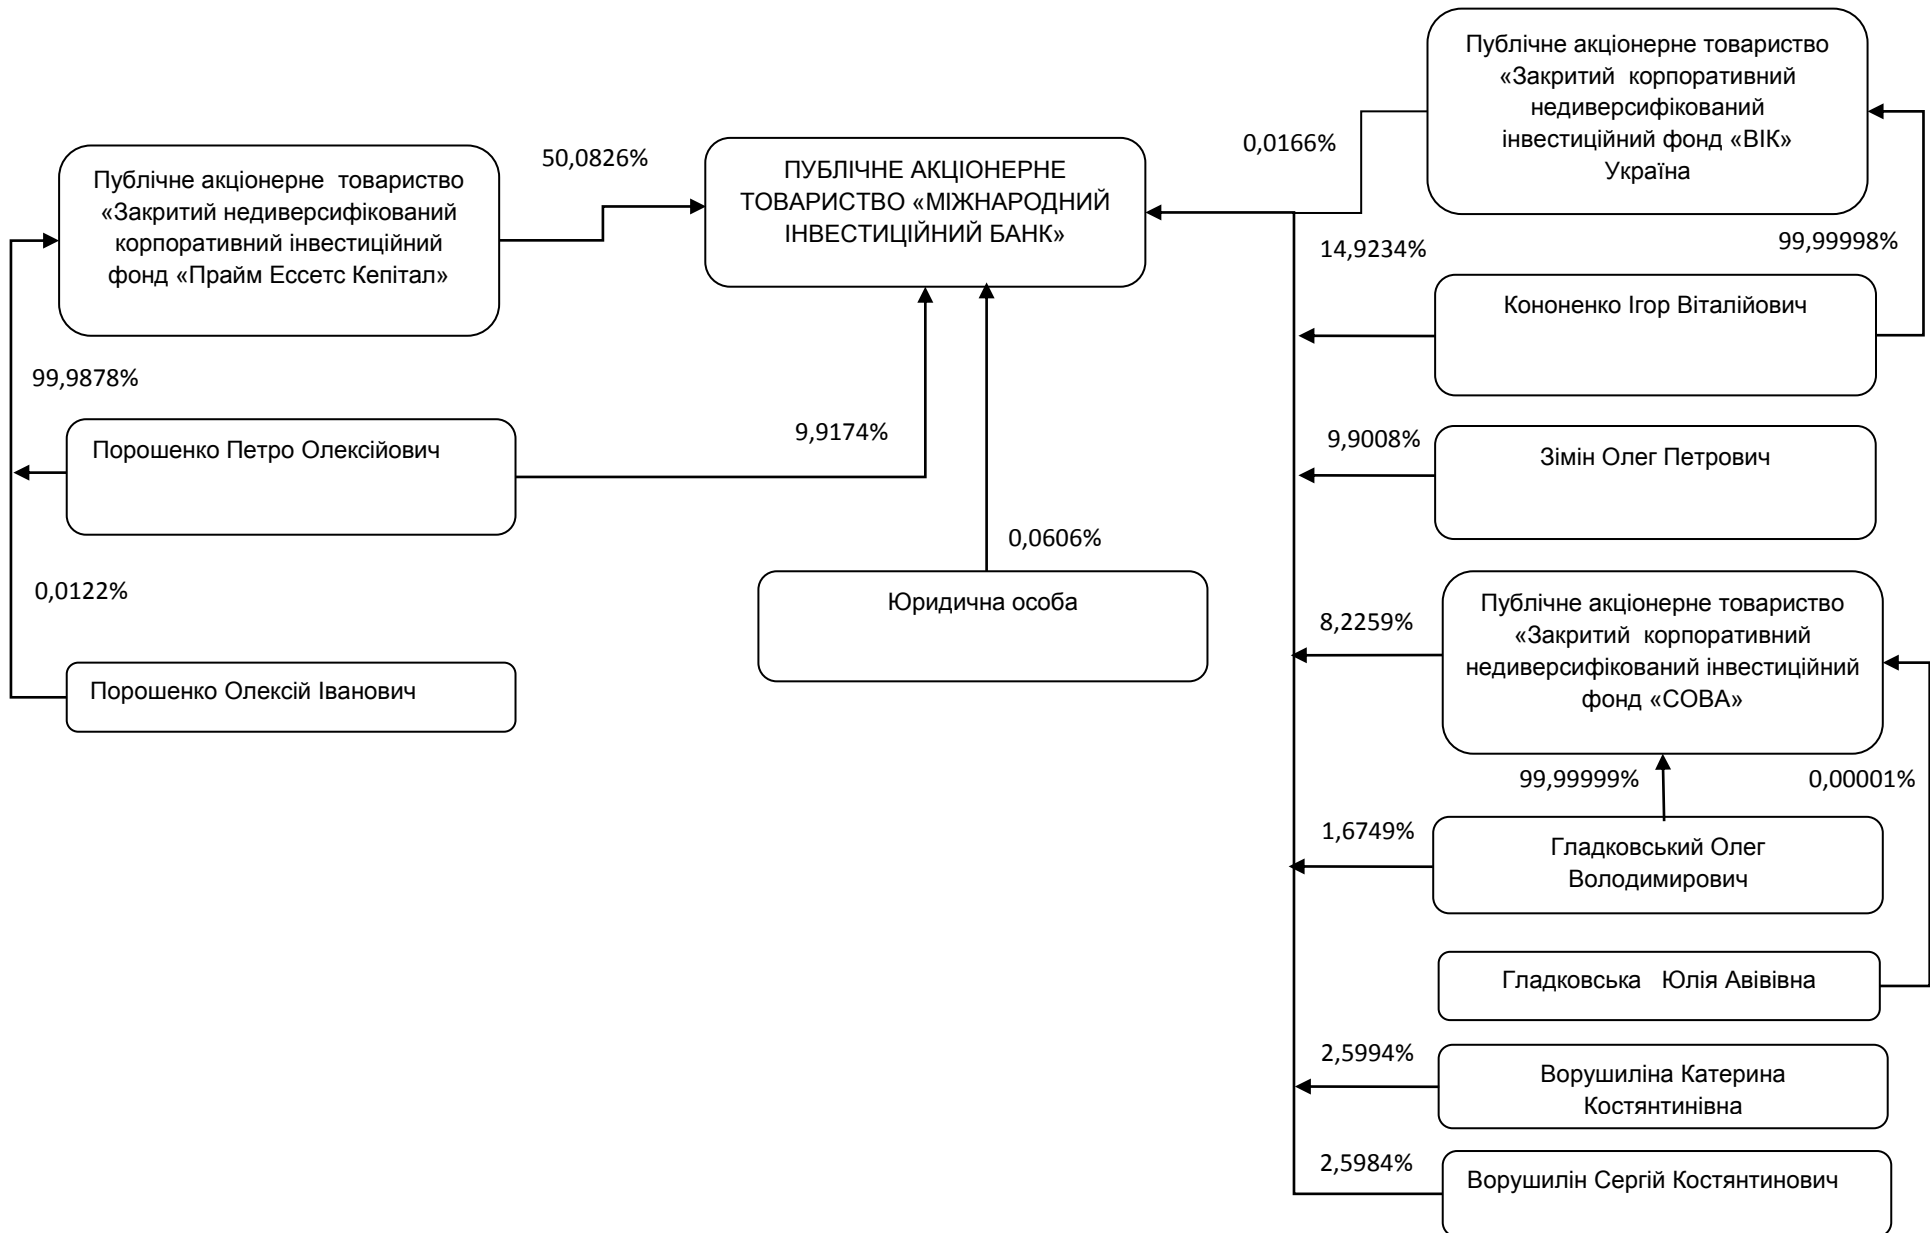 Публічне акціонерне товариство
«Закритий недиверсифікований
корпоративний інвестиційний
фонд «Прайм Ессетс Кепітал»
50,0826%
99,9878%
Порошенко Петро Олексійович
9,9174%
0,0122%
Порошенко Олексій Іванович
ПУБЛІЧНЕ АКЦІОНЕРНЕ
ТОВАРИСТВО «МІЖНАРОДНИЙ
ІНВЕСТИЦІЙНИЙ БАНК»
0,0606%
Юридична особа
Публічне акціонерне товариство
«Закритий корпоративний
недиверсифікований
інвестиційний фонд «ВІК»
Україна
0,0166%
14,9234%
99,99998%
Кононенко Ігор Віталійович
9,9008%
Зімін Олег Петрович
8,2259%
Публічне акціонерне товариство
«Закритий корпоративний
недиверсифікований інвестиційний
фонд «СОВА»
99,99999%
0,00001%
1,6749%
Гладковський Олег
Володимирович
Гладковська Юлія Авівівна
2,5994%
Ворушиліна Катерина
Костянтинівна
2,5984%
Ворушилін Сергій Костянтинович